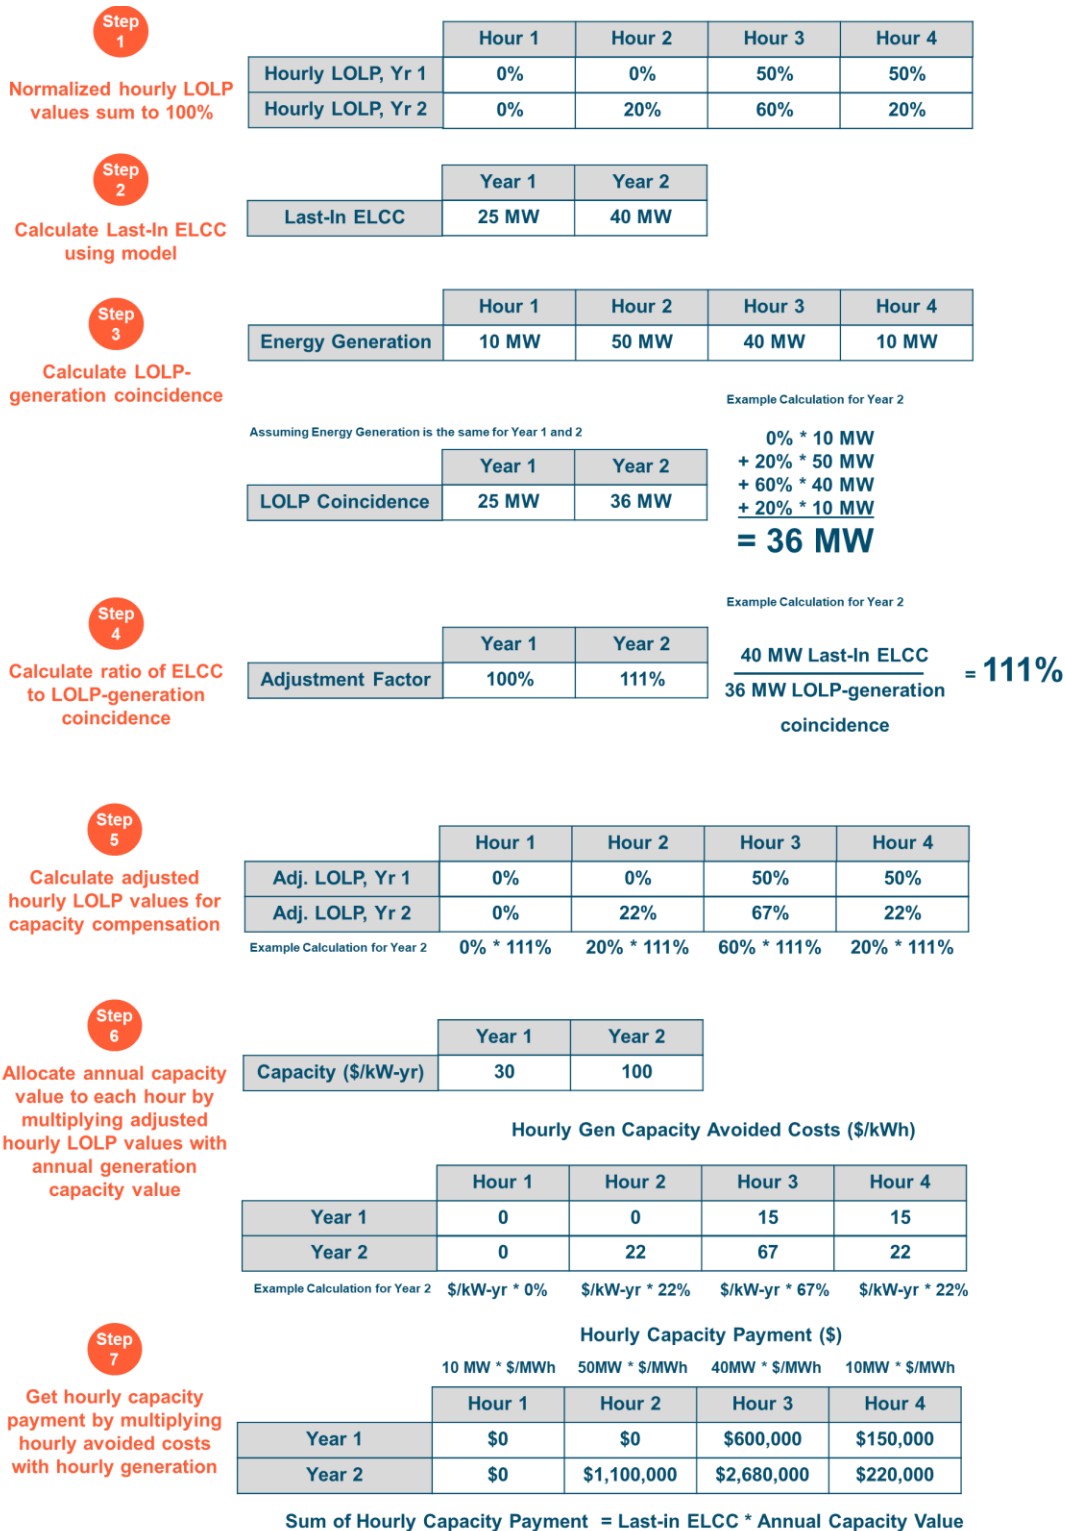 Step
1
Normalized hourly LOLP
values sum to 100%
Hour 1 Hour 2 Hour 3 Hour 4
Hourly LOLP, Yr 1 0% 0% 50% 50%
Hourly LOLP, Yr 2 0% 20% 60% 20%
Step
2
Calculate Last-In ELCC
using model
Year 1 Year 2
Last-In ELCC 25 MW 40 MW
Step
3
Calculate LOLP-
generation coincidence
Hour 1 Hour 2 Hour 3 Hour 4
Energy Generation 10 MW 50 MW 40 MW 10 MW
Assuming Energy Generation is the same for Year 1 and 2
Year 1 Year 2
LOLP Coincidence 25 MW 36 MW
Example Calculation for Year 2
0% * 10 MW
+ 20% * 50 MW
+ 60% * 40 MW
+ 20% * 10 MW
= 36 MW
Step
4
Calculate ratio of ELCC
to LOLP-generation
coincidence
Year 1 Year 2
Adjustment Factor 100% 111%
Example Calculation for Year 2
40 MW Last-In ELCC
36 MW LOLP-generation
coincidence
= 111%
Step
5
Calculate adjusted
hourly LOLP values for
capacity compensation
Hour 1 Hour 2 Hour 3 Hour 4
Adj. LOLP, Yr 1 0% 0% 50% 50%
Adj. LOLP, Yr 2 0% 22% 67% 22%
Example Calculation for Year 2 0% * 111% 20% * 111% 60% * 111% 20% * 111%
Step
6
Allocate annual capacity
value to each hour by
multiplying adjusted
hourly LOLP values with
annual generation
capacity value
Year 1 Year 2
Capacity ($/kW-yr) 30 100
Hourly Gen Capacity Avoided Costs ($/kWh)
Hour 1 Hour 2 Hour 3 Hour 4
Year 1 0 0 15 15
Year 2 0 22 67 22
Example Calculation for Year 2 $/kW-yr * 0% $/kW-yr * 22% $/kW-yr * 67% $/kW-yr * 22%
Step
7
Get hourly capacity
payment by multiplying
hourly avoided costs
with hourly generation
Hourly Capacity Payment ($)
10 MW * $/MWh 50MW * $/MWh 40MW * $/MWh 10MW * $/MWh
Hour 1 Hour 2 Hour 3 Hour 4
Year 1 $0 $0 $600,000 $150,000
Year 2 $0 $1,100,000 $2,680,000 $220,000
Sum of Hourly Capacity Payment = Last-in ELCC * Annual Capacity Value